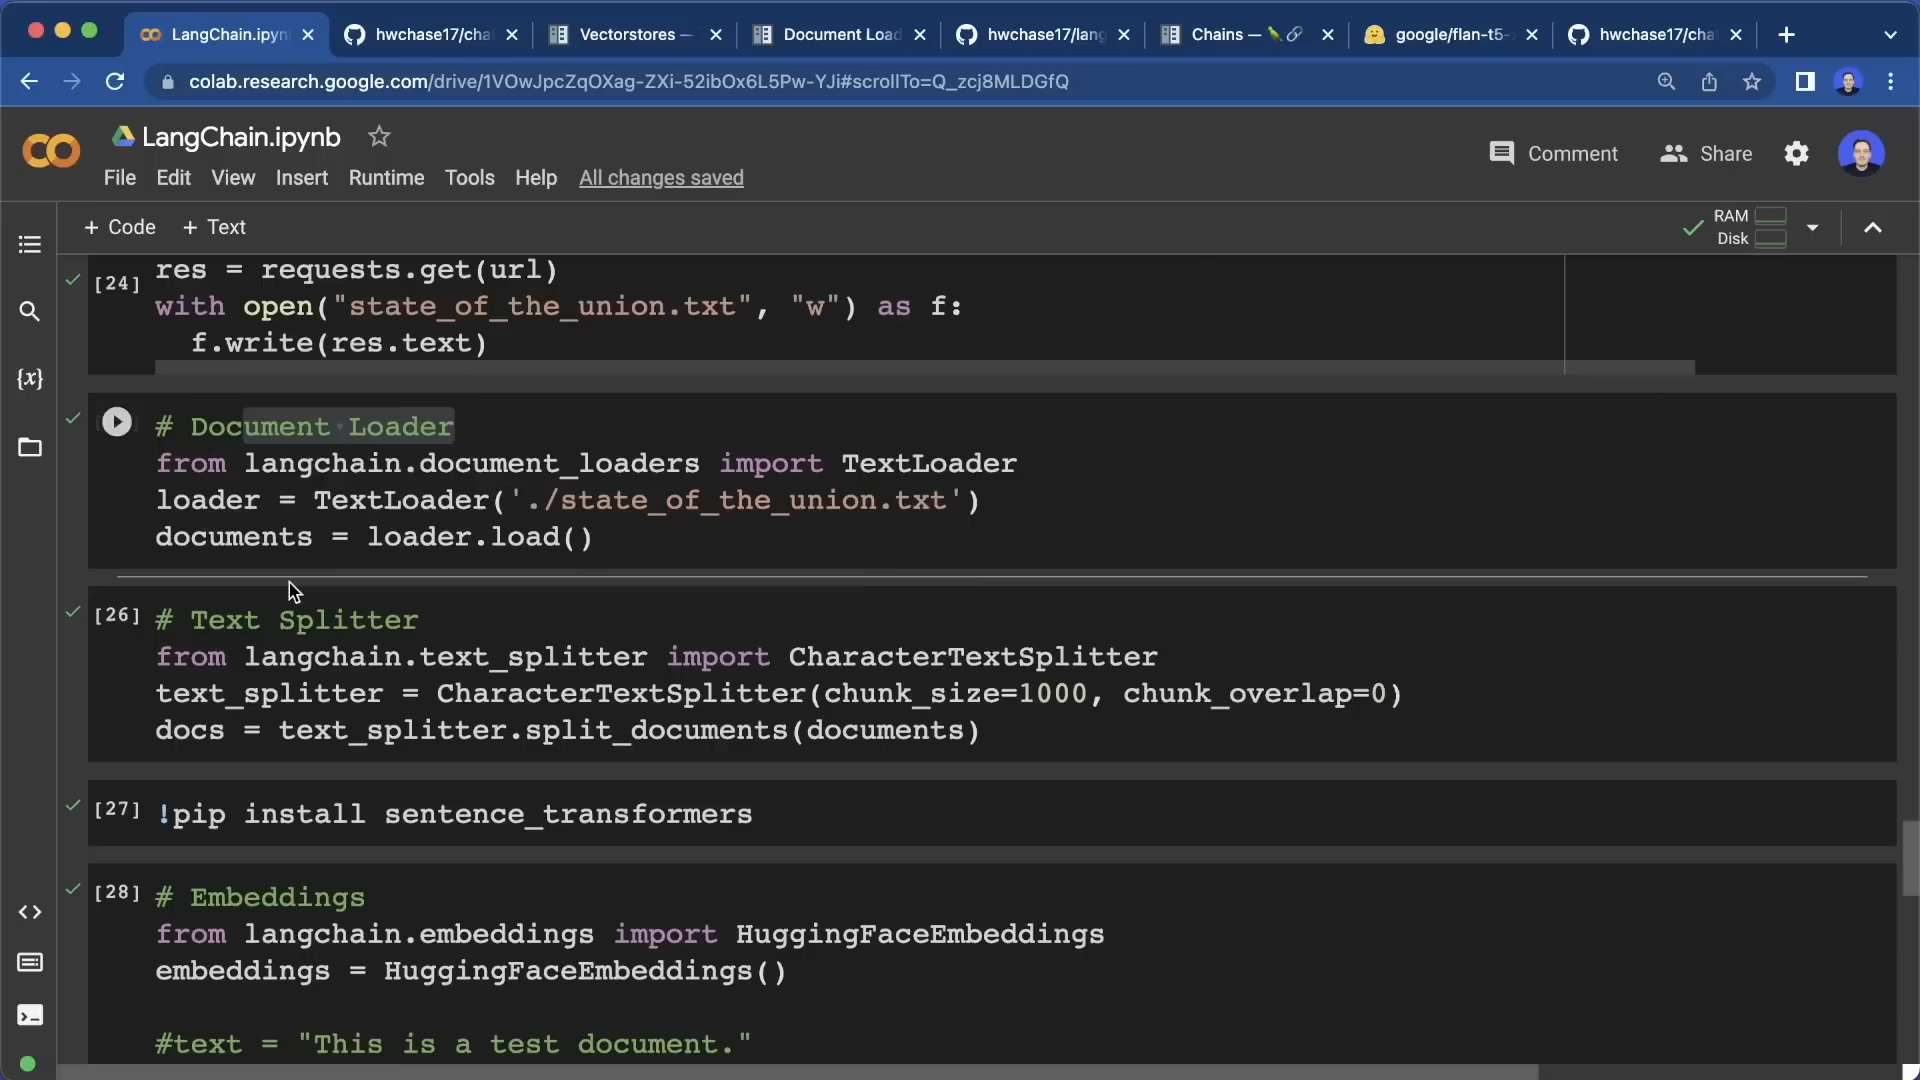 LangChain.ipyn
hwchase17/cha
Vectorstores —
Document Load
hwchase17/lang
Chains — 🦜🔗
google/flan-t5-
hwchase17/cha
colab.research.google.com/drive/1VOwJpcZqOXag-ZXi-52ibOx6L5Pw-YJi#scrollTo=Q_zcj8MLDGfQ
LangChain.ipynb
Comment
Share
File Edit View Insert Runtime Tools Help All changes saved
+ Code + Text
RAM
Disk
[24] res = requests.get(url)
with open("state_of_the_union.txt", "w") as f:
f.write(res.text)
# Document Loader
from langchain.document_loaders import TextLoader
loader = TextLoader('./state_of_the_union.txt')
documents = loader.load()
[26] # Text Splitter
from langchain.text_splitter import CharacterTextSplitter
text_splitter = CharacterTextSplitter(chunk_size=1000, chunk_overlap=0)
docs = text_splitter.split_documents(documents)
[27] !pip install sentence_transformers
[28] # Embeddings
from langchain.embeddings import HuggingFaceEmbeddings
embeddings = HuggingFaceEmbeddings()
#text = "This is a test document."